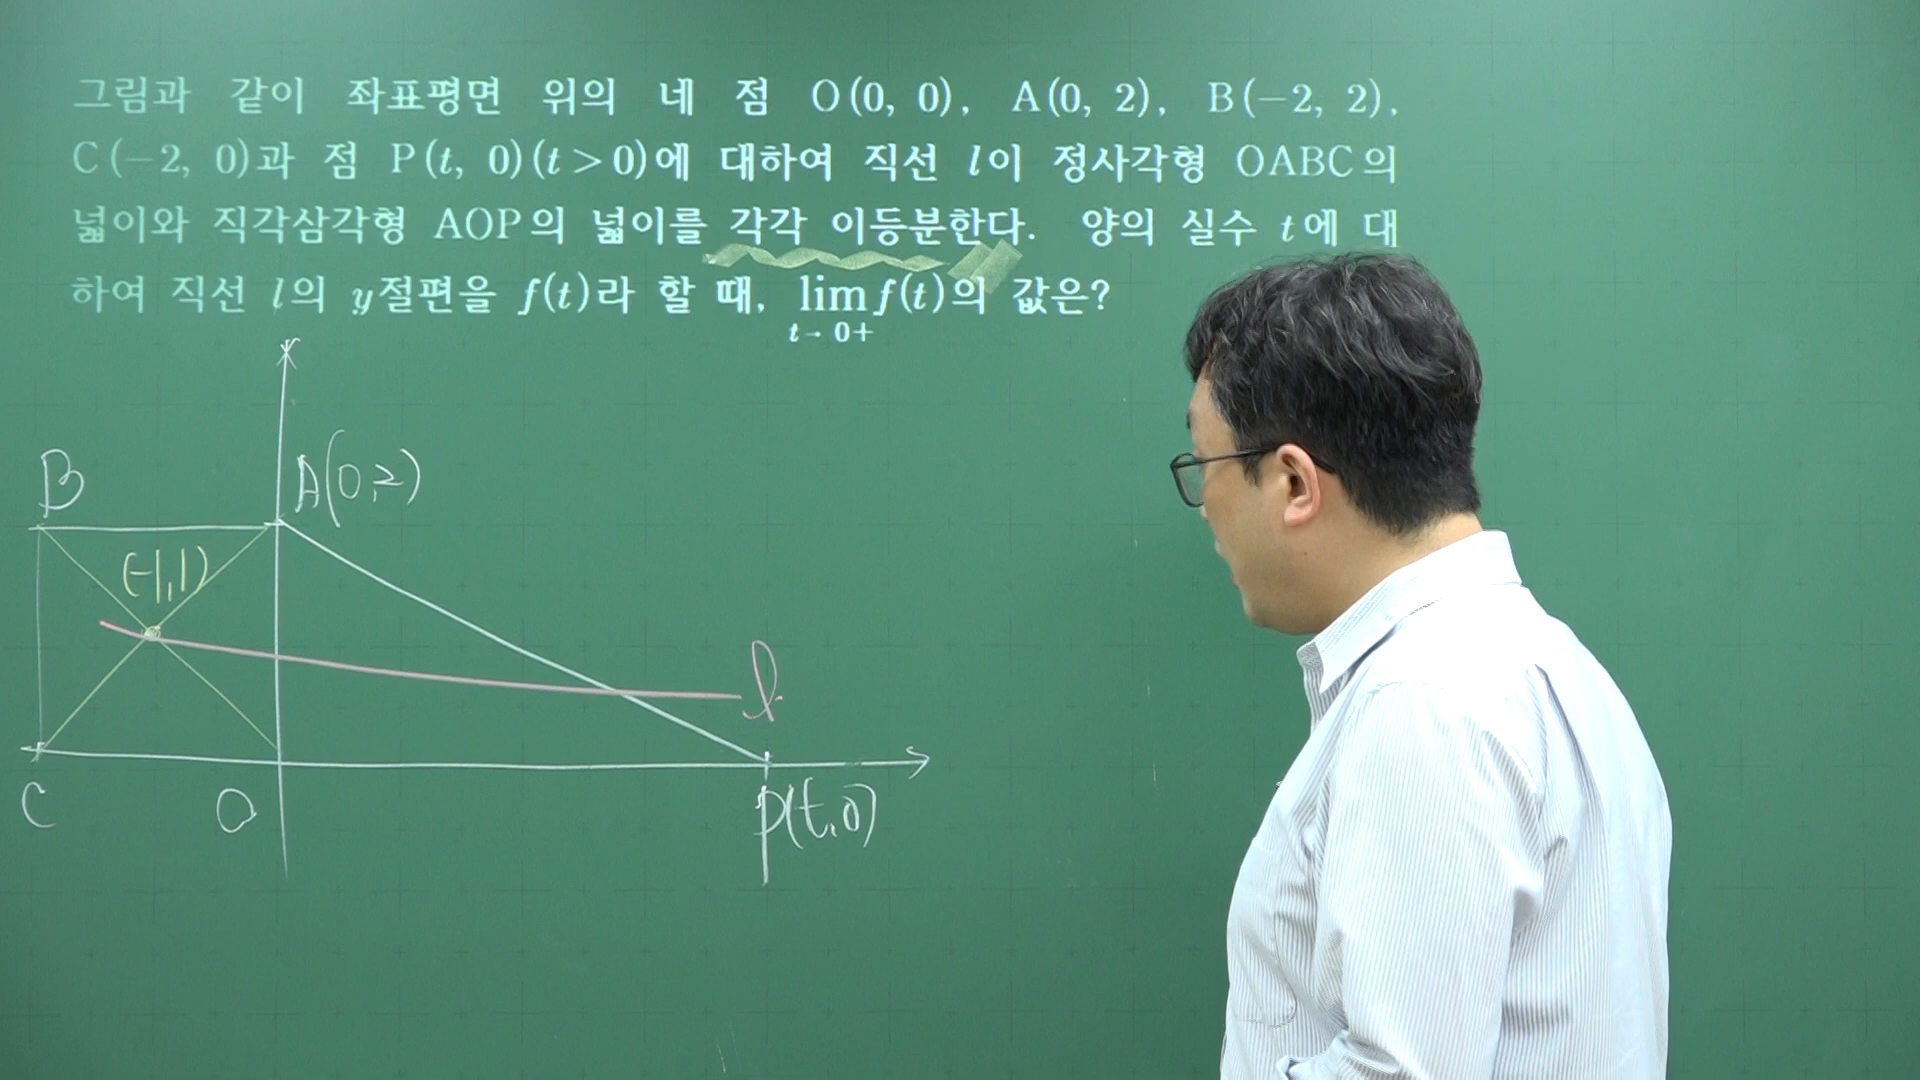 그림과 같이 좌표평면 위의 네 점 O(0, 0), A(0, 2), B(−2, 2),
C(−2, 0)과 점 P(t, 0)(t>0)에 대하여 직선 l이 정사각형 OABC의
넓이와 직각삼각형 AOP의 넓이를 각각 이등분한다. 양의 실수 t에 대
하여 직선 l의 y절편을 f(t)라 할 때, lim f(t)의 값은?
t→0+
B
A(0,2)
(-1,1)
l
C
O
P(t,0)